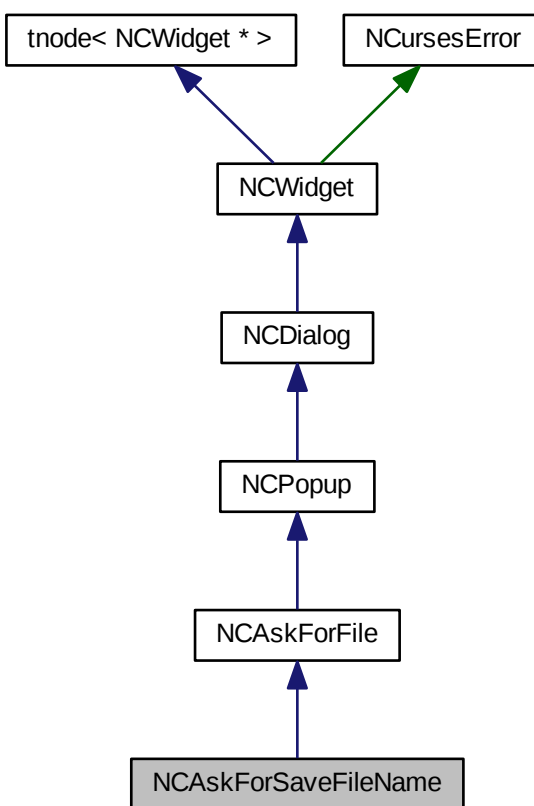 tnode< NCWidget * >
NCursesError
NCWidget
NCDialog
NCPopup
NCAskForFile
NCAskForSaveFileName